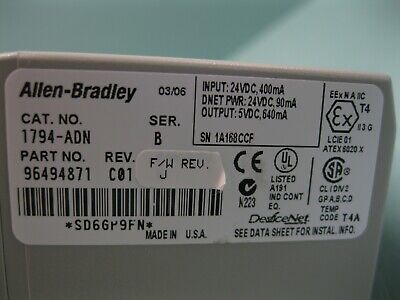 Allen-Bradley 03/06
CAT. NO. SER.
1794-ADN B
PART NO. REV.
96494871 C01
F/W REV.
J
*SD6GP9FN*
MADE IN U.S.A.
INPUT: 24VDC, 400mA
DNET PWR: 24VDC, 90mA
OUTPUT: 5VDC, 640mA
SN 1A168CCF
EEx N A IIC
T4
Ex
II 3 G
LCIE 01
ATEX 6020 X
CE
N223
UL
LISTED
A191
IND CONT
EQ.
DeviceNet
CL I DIV 2
GP A,B,C,D
TEMP
CODE T4A
SEE DATA SHEET FOR INSTAL. INFO.